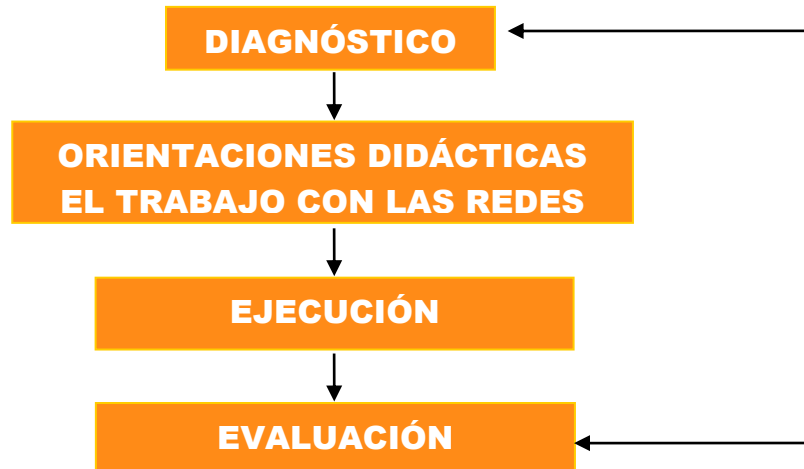 DIAGNÓSTICO
ORIENTACIONES DIDÁCTICAS
EL TRABAJO CON LAS REDES
EJECUCIÓN
EVALUACIÓN